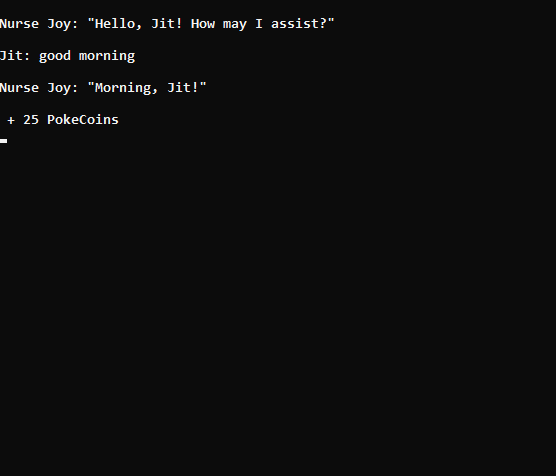 Nurse Joy: "Hello, Jit! How may I assist?"
Jit: good morning
Nurse Joy: "Morning, Jit!"
+ 25 PokeCoins